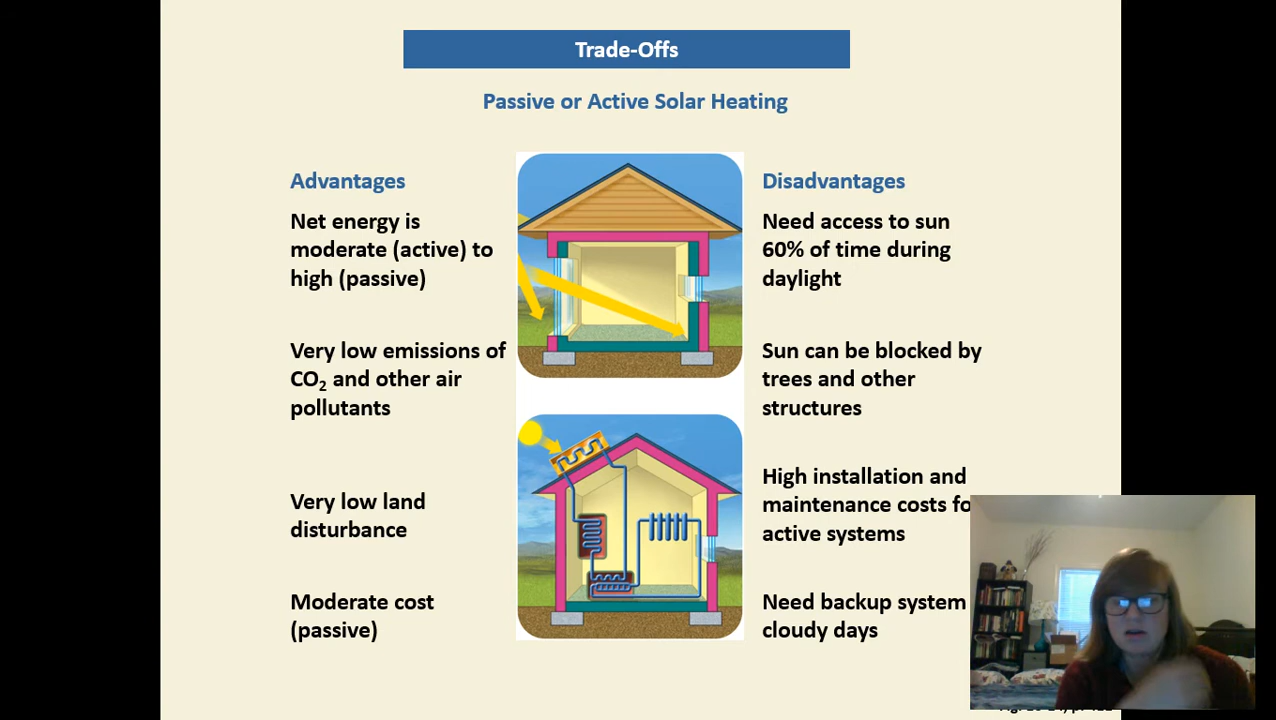 Trade-Offs
Passive or Active Solar Heating
Advantages
Net energy is
moderate (active) to
high (passive)
Very low emissions of
CO₂ and other air
pollutants
Very low land
disturbance
Moderate cost
(passive)
Disadvantages
Need access to sun
60% of time during
daylight
Sun can be blocked by
trees and other
structures
High installation and
maintenance costs fo
active systems
Need backup system
cloudy days